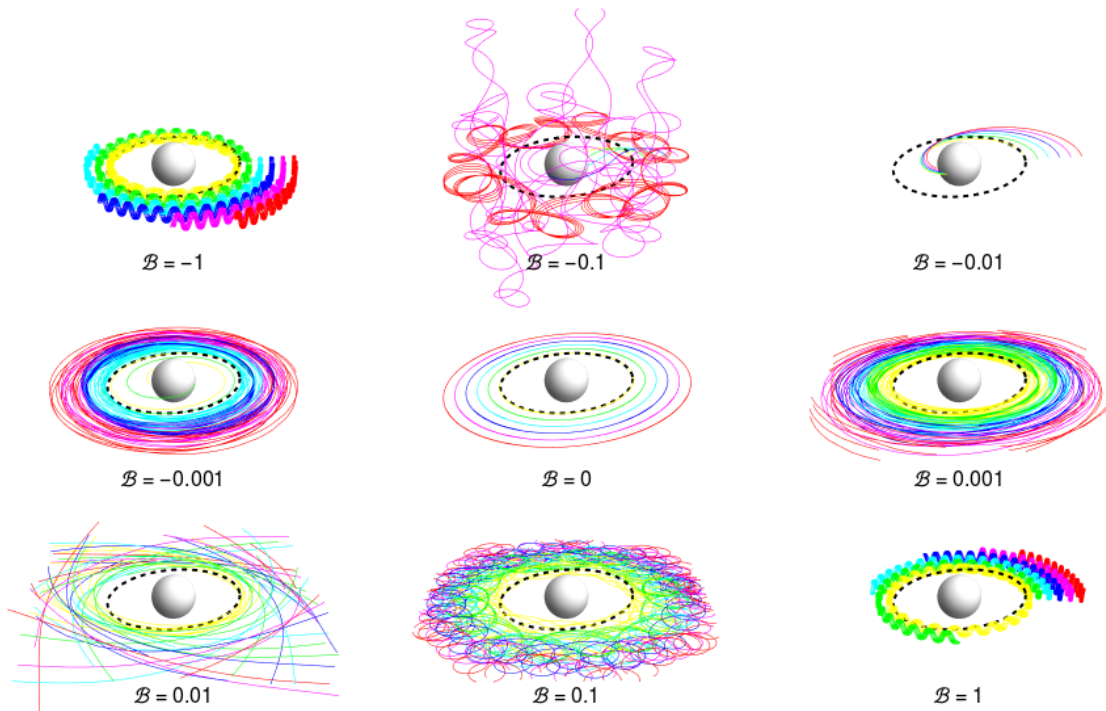 ℬ = −1
ℬ = −0.1
ℬ = −0.01
ℬ = −0.001
ℬ = 0
ℬ = 0.001
ℬ = 0.01
ℬ = 0.1
ℬ = 1